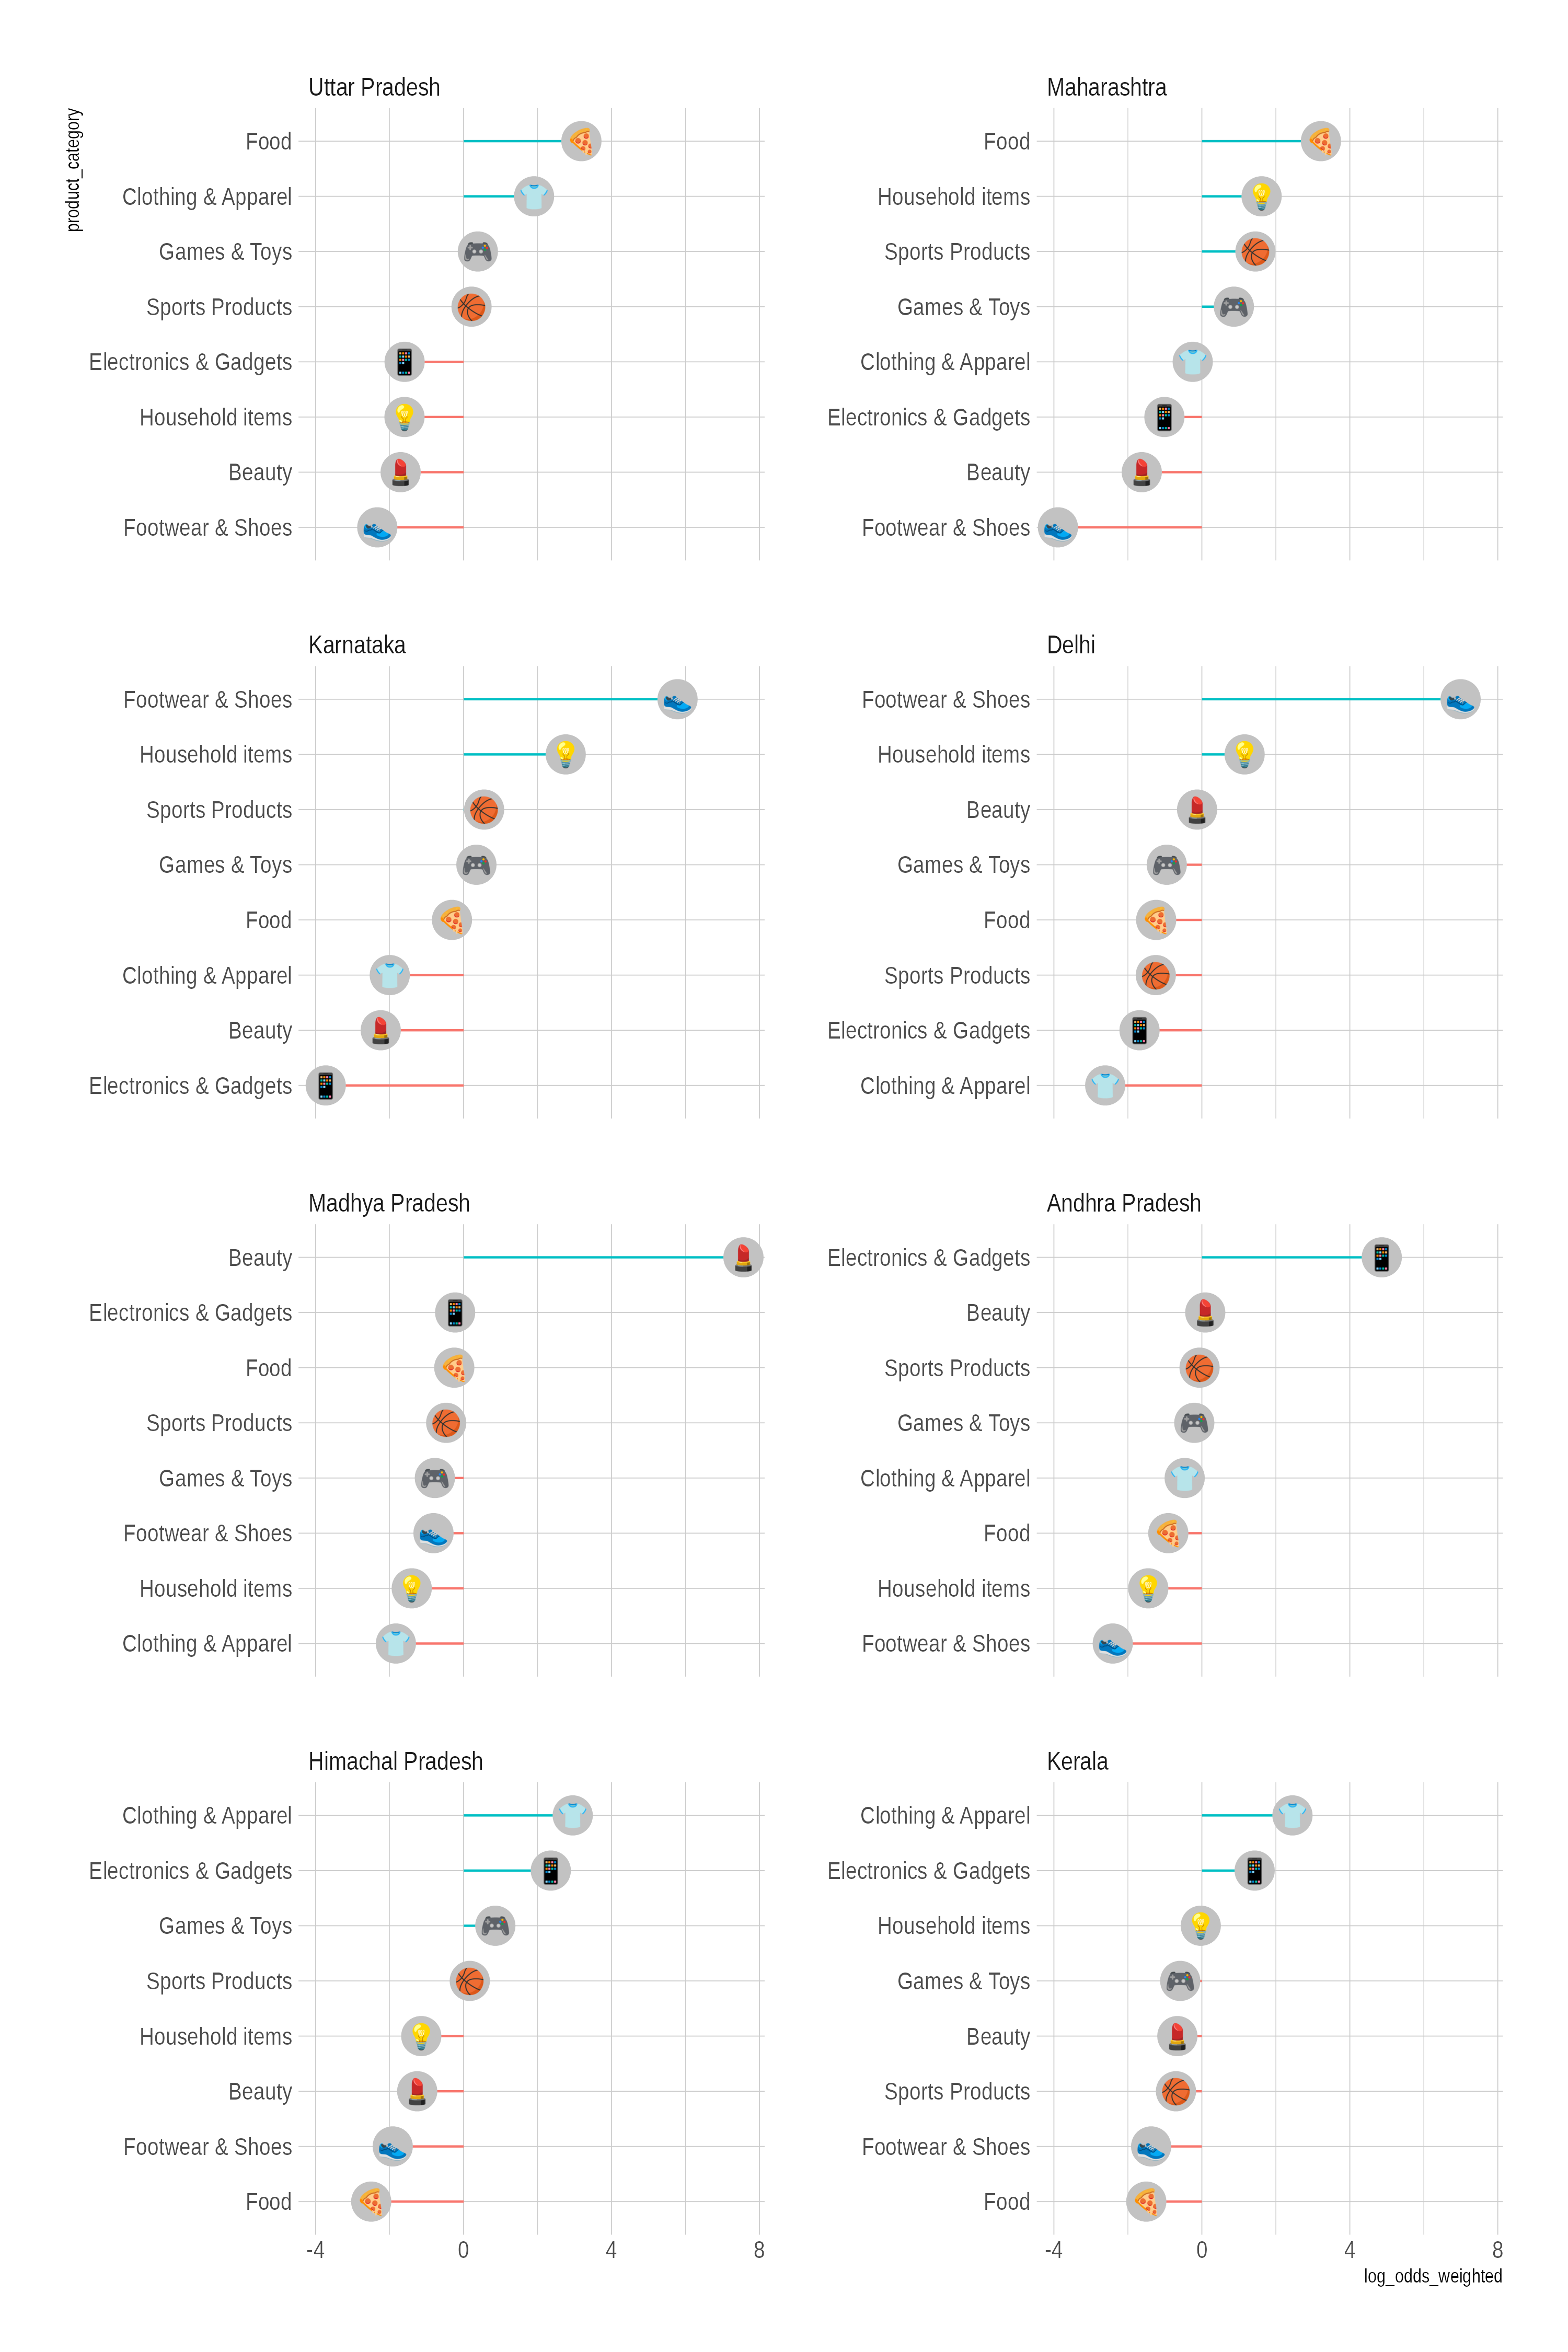 product_category
Uttar Pradesh
Food
Clothing & Apparel
Games & Toys
Sports Products
Electronics & Gadgets
Household items
Beauty
Footwear & Shoes
Maharashtra
Food
Household items
Sports Products
Games & Toys
Clothing & Apparel
Electronics & Gadgets
Beauty
Footwear & Shoes
Karnataka
Footwear & Shoes
Household items
Sports Products
Games & Toys
Food
Clothing & Apparel
Beauty
Electronics & Gadgets
Delhi
Footwear & Shoes
Household items
Beauty
Games & Toys
Food
Sports Products
Electronics & Gadgets
Clothing & Apparel
Madhya Pradesh
Beauty
Electronics & Gadgets
Food
Sports Products
Games & Toys
Footwear & Shoes
Household items
Clothing & Apparel
Andhra Pradesh
Electronics & Gadgets
Beauty
Sports Products
Games & Toys
Clothing & Apparel
Food
Household items
Footwear & Shoes
Himachal Pradesh
Clothing & Apparel
Electronics & Gadgets
Games & Toys
Sports Products
Household items
Beauty
Footwear & Shoes
Food
-4 0 4 8
Kerala
Clothing & Apparel
Electronics & Gadgets
Household items
Games & Toys
Beauty
Sports Products
Footwear & Shoes
Food
-4 0 4 8
log_odds_weighted